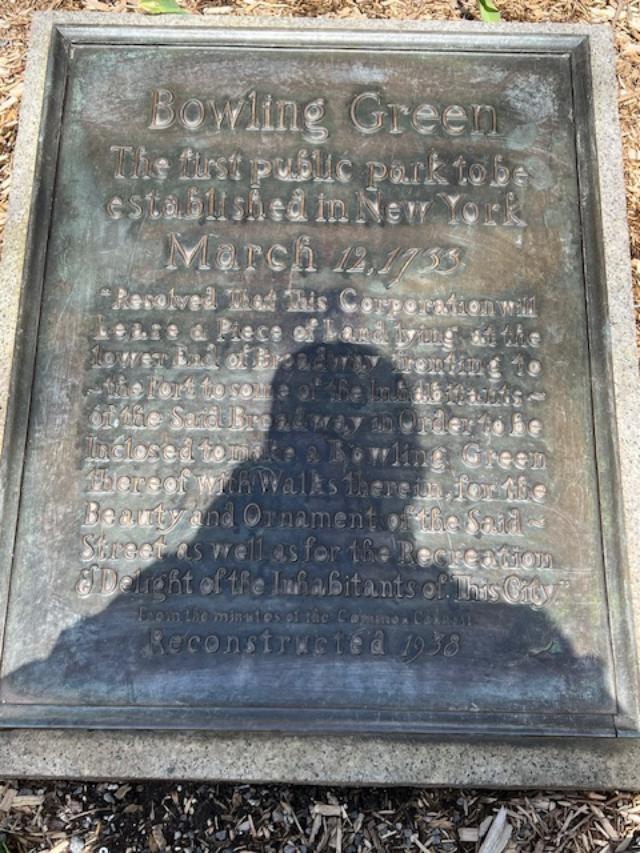 Bowling Green
The first public park to be
established in New York
March 12, 1733
"Resolved That This Corporation will
Lease a Piece of Land lying at the
lower End of Broadway fronting to
~ the Fort to some of the Inhabitants ~
of the Said Broadway in Order to be
Inclosed to make a Bowling Green
thereof with Walks therein, for the
Beauty and Ornament of the Said ~
Street as well as for the Recreation
& Delight of the Inhabitants of This City."
From the minutes of the Common Council
Reconstructed 1938